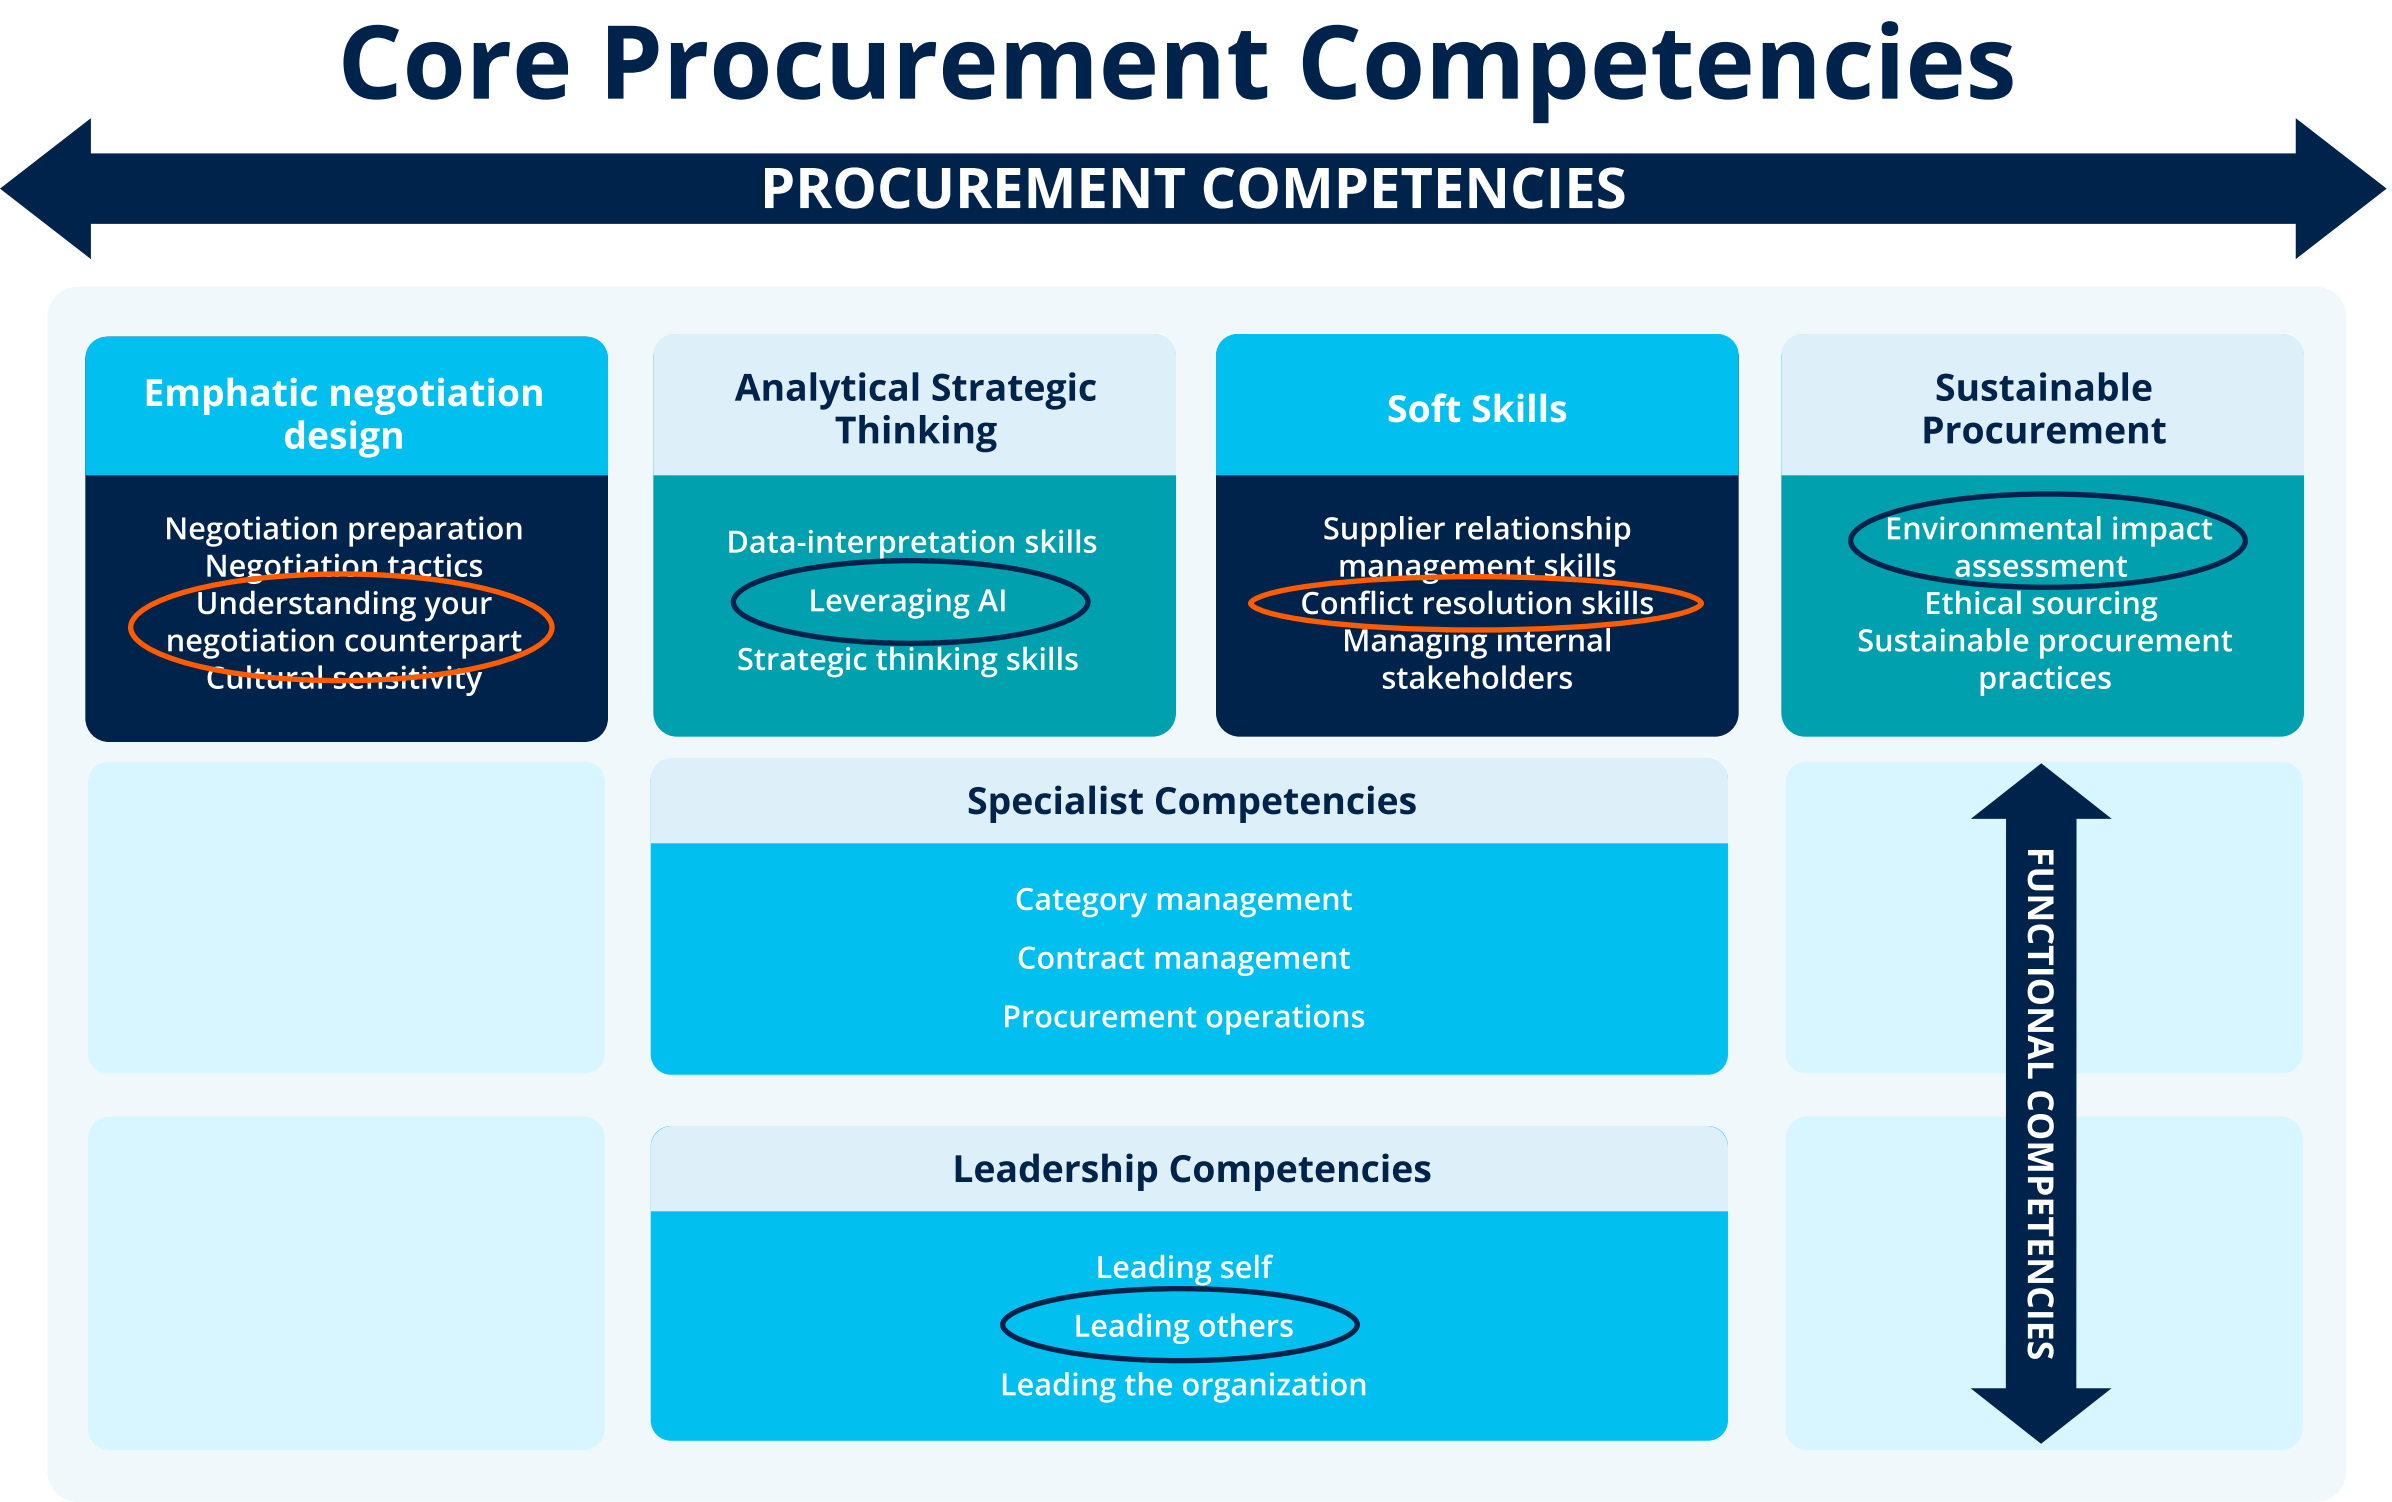 Core Procurement Competencies
PROCUREMENT COMPETENCIES
Emphatic negotiation
design
Negotiation preparation
Negotiation tactics
Understanding your
negotiation counterpart
Cultural sensitivity
Analytical Strategic
Thinking
Data-interpretation skills
Leveraging AI
Strategic thinking skills
Soft Skills
Supplier relationship
management skills
Conflict resolution skills
Managing internal
stakeholders
Sustainable
Procurement
Environmental impact
assessment
Ethical sourcing
Sustainable procurement
practices
Specialist Competencies
Category management
Contract management
Procurement operations
Leadership Competencies
Leading self
Leading others
Leading the organization
FUNCTIONAL COMPETENCIES